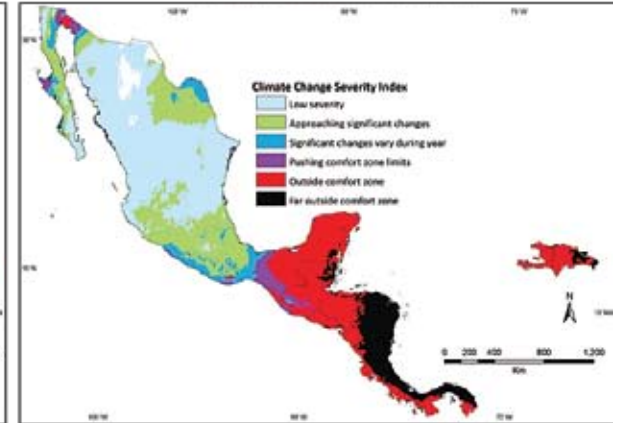 Climate Change Severity Index
Low severity
Approaching significant changes
Significant changes vary during year
Pushing comfort zone limits
Outside comfort zone
Far outside comfort zone
N
0 200 400 800 1,200
Km